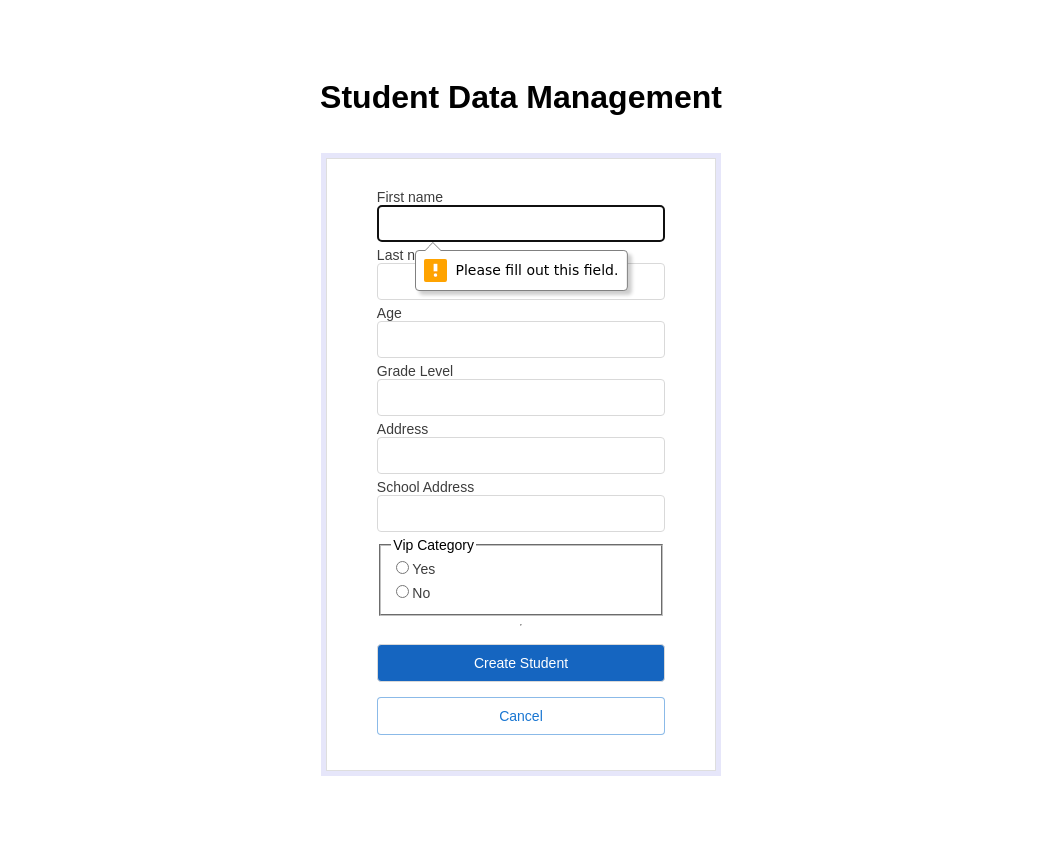 Student Data Management
First name
Last n
Please fill out this field.
Age
Grade Level
Address
School Address
Vip Category
Yes
No
Create Student
Cancel